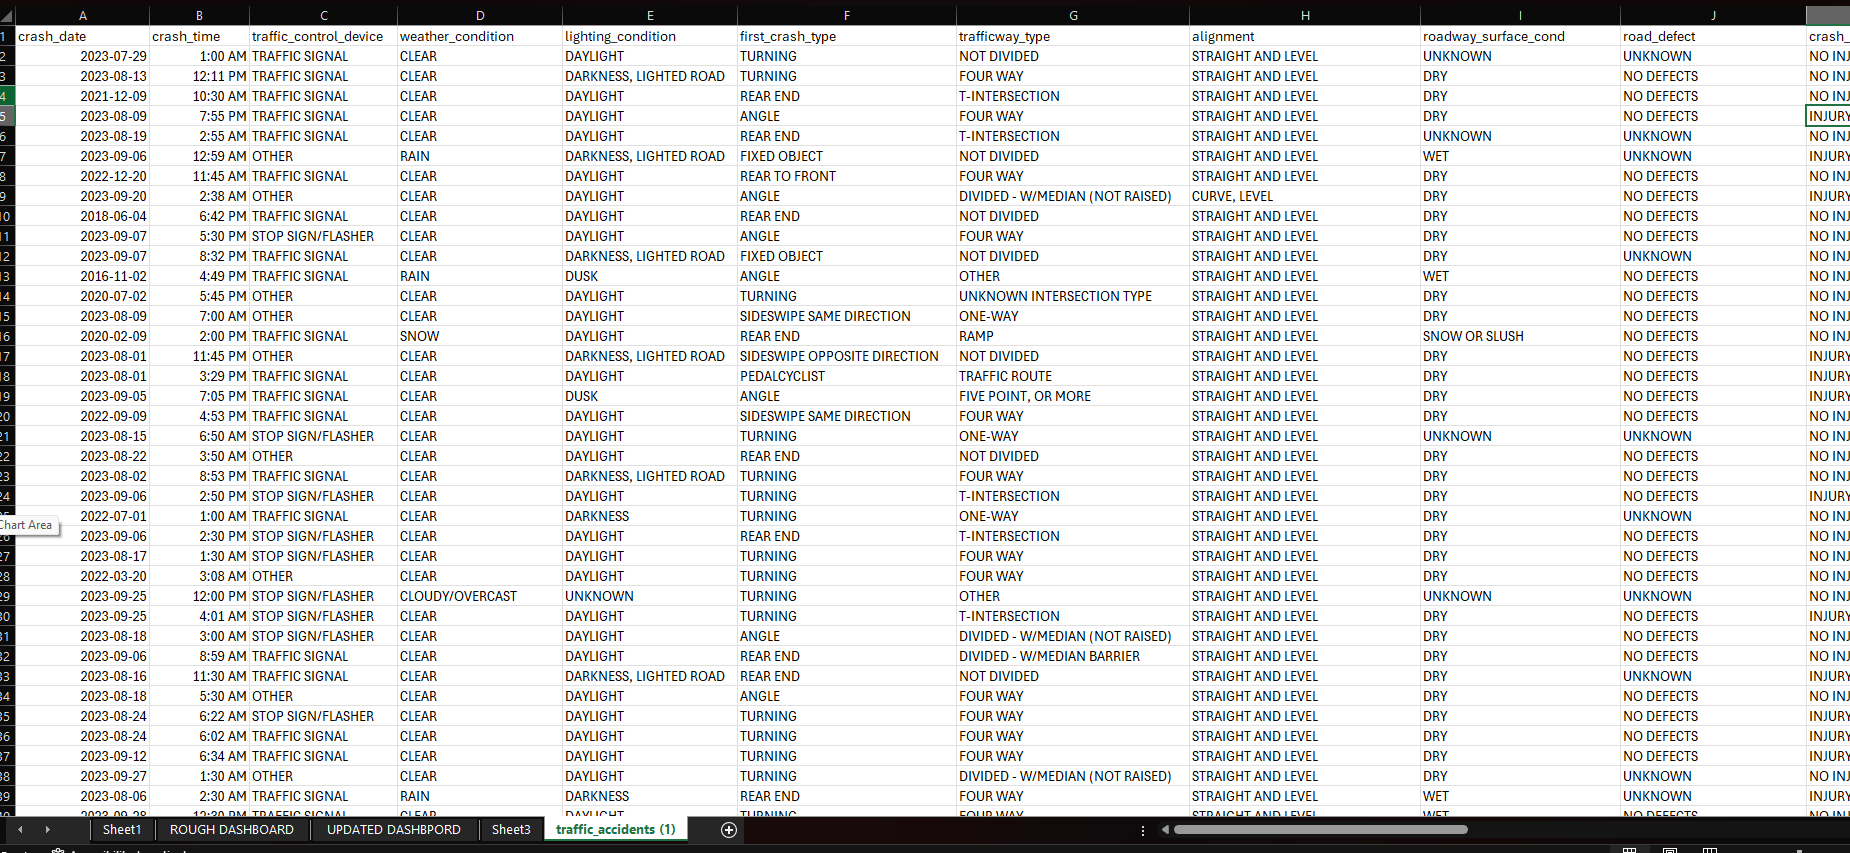 A B C D E F G H I J
1 crash_date crash_time traffic_control_device weather_condition lighting_condition first_crash_type trafficway_type alignment roadway_surface_cond road_defect crash_
2 2023-07-29 1:00 AM TRAFFIC SIGNAL CLEAR DAYLIGHT TURNING NOT DIVIDED STRAIGHT AND LEVEL UNKNOWN UNKNOWN NO INJ
3 2023-08-13 12:11 PM TRAFFIC SIGNAL CLEAR DARKNESS, LIGHTED ROAD TURNING FOUR WAY STRAIGHT AND LEVEL DRY NO DEFECTS NO INJ
4 2021-12-09 10:30 AM TRAFFIC SIGNAL CLEAR DAYLIGHT REAR END T-INTERSECTION STRAIGHT AND LEVEL DRY NO DEFECTS NO INJ
5 2023-08-09 7:55 PM TRAFFIC SIGNAL CLEAR DAYLIGHT ANGLE FOUR WAY STRAIGHT AND LEVEL DRY NO DEFECTS INJURY
6 2023-08-19 2:55 AM TRAFFIC SIGNAL CLEAR DAYLIGHT REAR END T-INTERSECTION STRAIGHT AND LEVEL UNKNOWN UNKNOWN NO INJ
7 2023-09-06 12:59 AM OTHER RAIN DARKNESS, LIGHTED ROAD FIXED OBJECT NOT DIVIDED STRAIGHT AND LEVEL WET UNKNOWN INJURY
8 2022-12-20 11:45 AM TRAFFIC SIGNAL CLEAR DAYLIGHT REAR TO FRONT FOUR WAY STRAIGHT AND LEVEL DRY NO DEFECTS NO INJ
9 2023-09-20 2:38 AM OTHER CLEAR DAYLIGHT ANGLE DIVIDED - W/MEDIAN (NOT RAISED) CURVE, LEVEL DRY NO DEFECTS INJURY
10 2018-06-04 6:42 PM TRAFFIC SIGNAL CLEAR DAYLIGHT REAR END NOT DIVIDED STRAIGHT AND LEVEL DRY NO DEFECTS NO INJ
11 2023-09-07 5:30 PM STOP SIGN/FLASHER CLEAR DAYLIGHT ANGLE FOUR WAY STRAIGHT AND LEVEL DRY NO DEFECTS NO INJ
12 2023-09-07 8:32 PM TRAFFIC SIGNAL CLEAR DARKNESS, LIGHTED ROAD FIXED OBJECT NOT DIVIDED STRAIGHT AND LEVEL DRY UNKNOWN NO INJ
13 2016-11-02 4:49 PM TRAFFIC SIGNAL RAIN DUSK ANGLE OTHER STRAIGHT AND LEVEL WET NO DEFECTS NO INJ
14 2020-07-02 5:45 PM OTHER CLEAR DAYLIGHT TURNING UNKNOWN INTERSECTION TYPE STRAIGHT AND LEVEL DRY NO DEFECTS NO INJ
15 2023-08-09 7:00 AM OTHER CLEAR DAYLIGHT SIDESWIPE SAME DIRECTION ONE-WAY STRAIGHT AND LEVEL DRY NO DEFECTS NO INJ
16 2020-02-09 2:00 PM TRAFFIC SIGNAL SNOW DAYLIGHT REAR END RAMP STRAIGHT AND LEVEL SNOW OR SLUSH NO DEFECTS NO INJ
17 2023-08-01 11:45 PM OTHER CLEAR DARKNESS, LIGHTED ROAD SIDESWIPE OPPOSITE DIRECTION NOT DIVIDED STRAIGHT AND LEVEL DRY NO DEFECTS INJURY
18 2023-08-01 3:29 PM TRAFFIC SIGNAL CLEAR DAYLIGHT PEDALCYCLIST TRAFFIC ROUTE STRAIGHT AND LEVEL DRY NO DEFECTS INJURY
19 2023-09-05 7:05 PM TRAFFIC SIGNAL CLEAR DUSK ANGLE FIVE POINT, OR MORE STRAIGHT AND LEVEL DRY NO DEFECTS INJURY
20 2022-09-09 4:53 PM TRAFFIC SIGNAL CLEAR DAYLIGHT SIDESWIPE SAME DIRECTION FOUR WAY STRAIGHT AND LEVEL DRY NO DEFECTS NO INJ
21 2023-08-15 6:50 AM STOP SIGN/FLASHER CLEAR DAYLIGHT TURNING ONE-WAY STRAIGHT AND LEVEL UNKNOWN UNKNOWN NO INJ
22 2023-08-22 3:50 AM OTHER CLEAR DAYLIGHT REAR END NOT DIVIDED STRAIGHT AND LEVEL DRY NO DEFECTS NO INJ
23 2023-08-02 8:53 PM TRAFFIC SIGNAL CLEAR DARKNESS, LIGHTED ROAD TURNING FOUR WAY STRAIGHT AND LEVEL DRY NO DEFECTS NO INJ
24 2023-09-06 2:50 PM STOP SIGN/FLASHER CLEAR DAYLIGHT TURNING T-INTERSECTION STRAIGHT AND LEVEL DRY NO DEFECTS INJURY
2022-07-01 1:00 AM TRAFFIC SIGNAL CLEAR DARKNESS TURNING ONE-WAY STRAIGHT AND LEVEL DRY UNKNOWN NO INJ
Chart Area
26 2023-09-06 2:30 PM STOP SIGN/FLASHER CLEAR DAYLIGHT REAR END T-INTERSECTION STRAIGHT AND LEVEL DRY NO DEFECTS NO INJ
27 2023-08-17 1:30 AM STOP SIGN/FLASHER CLEAR DAYLIGHT TURNING FOUR WAY STRAIGHT AND LEVEL DRY NO DEFECTS NO INJ
28 2022-03-20 3:08 AM OTHER CLEAR DAYLIGHT TURNING FOUR WAY STRAIGHT AND LEVEL DRY NO DEFECTS NO INJ
29 2023-09-25 12:00 PM STOP SIGN/FLASHER CLOUDY/OVERCAST UNKNOWN TURNING OTHER STRAIGHT AND LEVEL UNKNOWN UNKNOWN NO INJ
30 2023-09-25 4:01 AM STOP SIGN/FLASHER CLEAR DAYLIGHT TURNING T-INTERSECTION STRAIGHT AND LEVEL DRY NO DEFECTS INJURY
31 2023-08-18 3:00 AM STOP SIGN/FLASHER CLEAR DAYLIGHT ANGLE DIVIDED - W/MEDIAN (NOT RAISED) STRAIGHT AND LEVEL DRY NO DEFECTS NO INJ
32 2023-09-06 8:59 AM TRAFFIC SIGNAL CLEAR DAYLIGHT REAR END DIVIDED - W/MEDIAN BARRIER STRAIGHT AND LEVEL DRY NO DEFECTS NO INJ
33 2023-08-16 11:30 AM TRAFFIC SIGNAL CLEAR DARKNESS, LIGHTED ROAD REAR END NOT DIVIDED STRAIGHT AND LEVEL DRY UNKNOWN NO INJ
34 2023-08-18 5:30 AM OTHER CLEAR DAYLIGHT ANGLE FOUR WAY STRAIGHT AND LEVEL DRY NO DEFECTS NO INJ
35 2023-08-24 6:22 AM STOP SIGN/FLASHER CLEAR DAYLIGHT TURNING FOUR WAY STRAIGHT AND LEVEL DRY NO DEFECTS INJURY
36 2023-08-24 6:02 AM TRAFFIC SIGNAL CLEAR DAYLIGHT TURNING FOUR WAY STRAIGHT AND LEVEL DRY NO DEFECTS INJURY
37 2023-09-12 6:34 AM TRAFFIC SIGNAL CLEAR DAYLIGHT TURNING FOUR WAY STRAIGHT AND LEVEL DRY NO DEFECTS INJURY
38 2023-09-27 1:30 AM OTHER CLEAR DAYLIGHT TURNING DIVIDED - W/MEDIAN (NOT RAISED) STRAIGHT AND LEVEL DRY UNKNOWN NO INJ
39 2023-08-06 2:30 AM TRAFFIC SIGNAL RAIN DARKNESS REAR END FOUR WAY STRAIGHT AND LEVEL WET UNKNOWN INJURY
Sheet1 ROUGH DASHBOARD UPDATED DASHBPORD Sheet3 traffic_accidents (1)